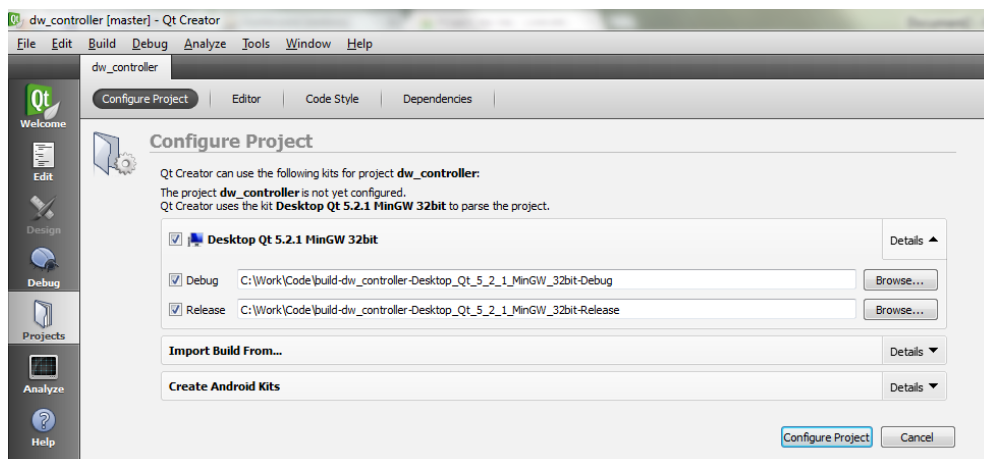 dw_controller [master] - Qt Creator
File Edit Build Debug Analyze Tools Window Help
dw_controller
Configure Project Editor Code Style Dependencies
Qt
Welcome
Edit
Design
Debug
Projects
Analyze
Help
Configure Project
Qt Creator can use the following kits for project dw_controller:
The project dw_controller is not yet configured.
Qt Creator uses the kit Desktop Qt 5.2.1 MinGW 32bit to parse the project.
Desktop Qt 5.2.1 MinGW 32bit Details
Debug C:\Work\Code\build-dw_controller-Desktop_Qt_5_2_1_MinGW_32bit-Debug Browse...
Release C:\Work\Code\build-dw_controller-Desktop_Qt_5_2_1_MinGW_32bit-Release Browse...
Import Build From... Details
Create Android Kits Details
Configure Project Cancel